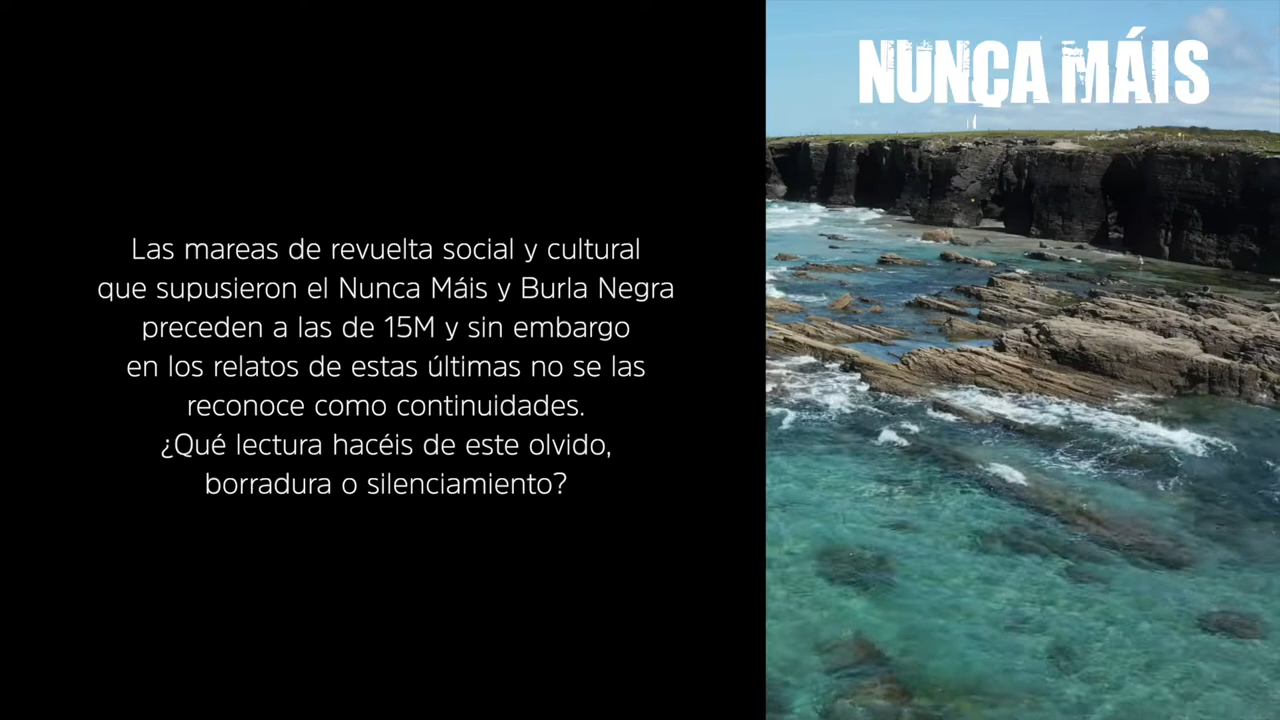 Las mareas de revuelta social y cultural
que supusieron el Nunca Máis y Burla Negra
preceden a las de 15M y sin embargo
en los relatos de estas últimas no se las
reconoce como continuidades.
¿Qué lectura hacéis de este olvido,
borradura o silenciamiento?
NUNCA MÁIS